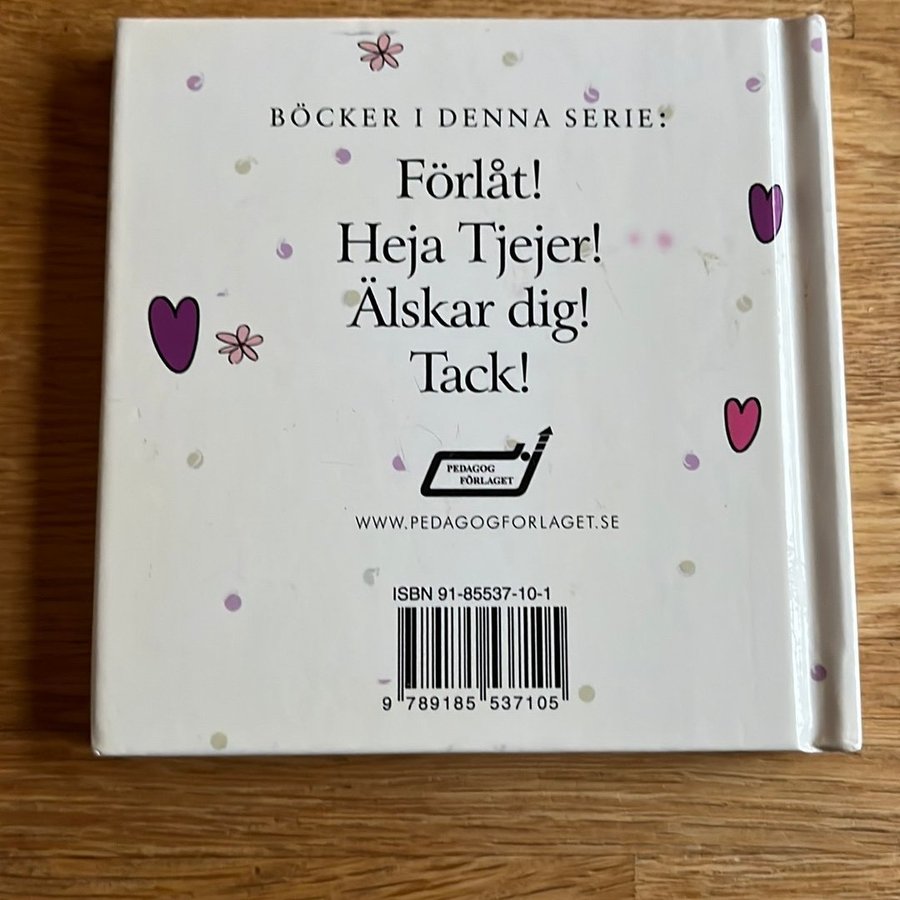 BÖCKER I DENNA SERIE:
Förlåt!
Heja Tjejer!
Älskar dig!
Tack!
PEDAGOG
FÖRLAGET
WWW.PEDAGOGFORLAGET.SE
ISBN 91-85537-10-1
9 789185 537105